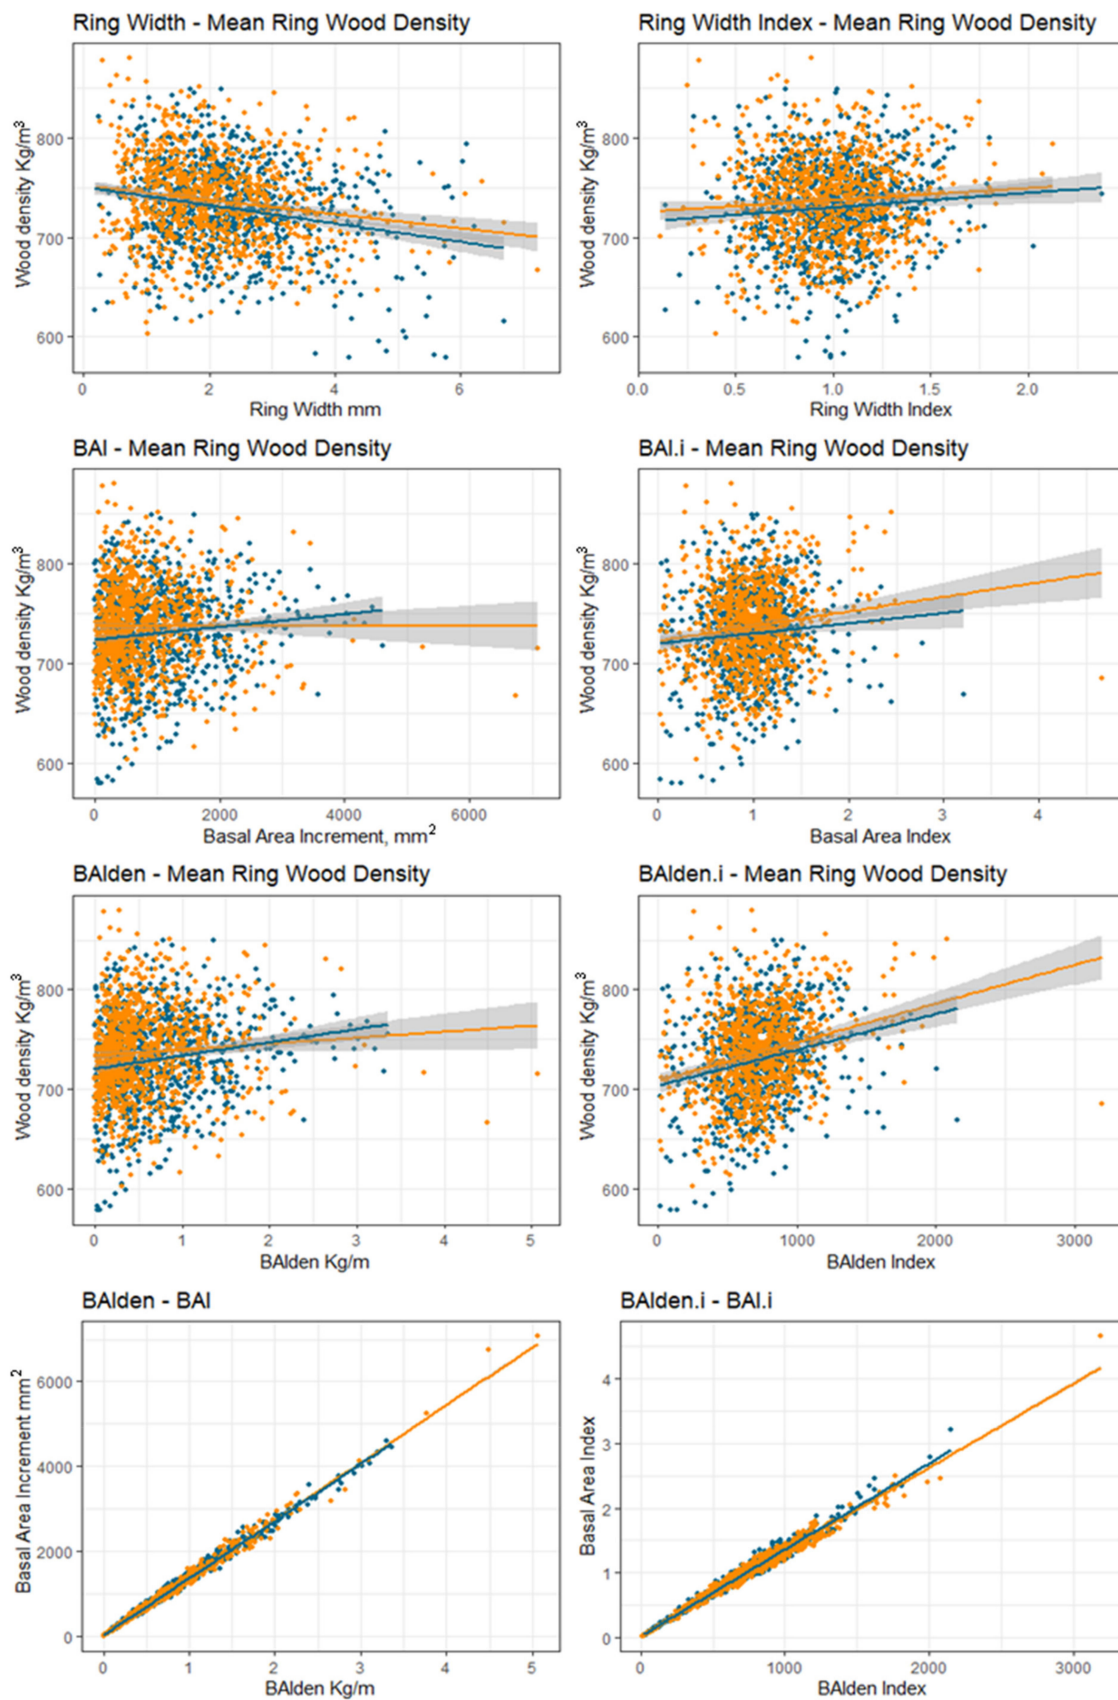 Ring Width - Mean Ring Wood Density
Wood density Kg/m³
800
700
600
0 2 4 6
Ring Width mm
Ring Width Index - Mean Ring Wood Density
Wood density Kg/m³
800
700
600
0.0 0.5 1.0 1.5 2.0
Ring Width Index
BAI - Mean Ring Wood Density
Wood density Kg/m³
800
700
600
0 2000 4000 6000
Basal Area Increment, mm²
BAI.i - Mean Ring Wood Density
Wood density Kg/m³
800
700
600
0 1 2 3 4
Basal Area Index
BAIden - Mean Ring Wood Density
Wood density Kg/m³
800
700
600
0 1 2 3 4 5
BAIden Kg/m
BAIden.i - Mean Ring Wood Density
Wood density Kg/m³
800
700
600
0 1000 2000 3000
BAIden Index
BAIden - BAI
Basal Area Increment mm²
6000
4000
2000
0
0 1 2 3 4 5
BAIden Kg/m
BAIden.i - BAI.i
Basal Area Index
4
3
2
1
0
0 1000 2000 3000
BAIden Index